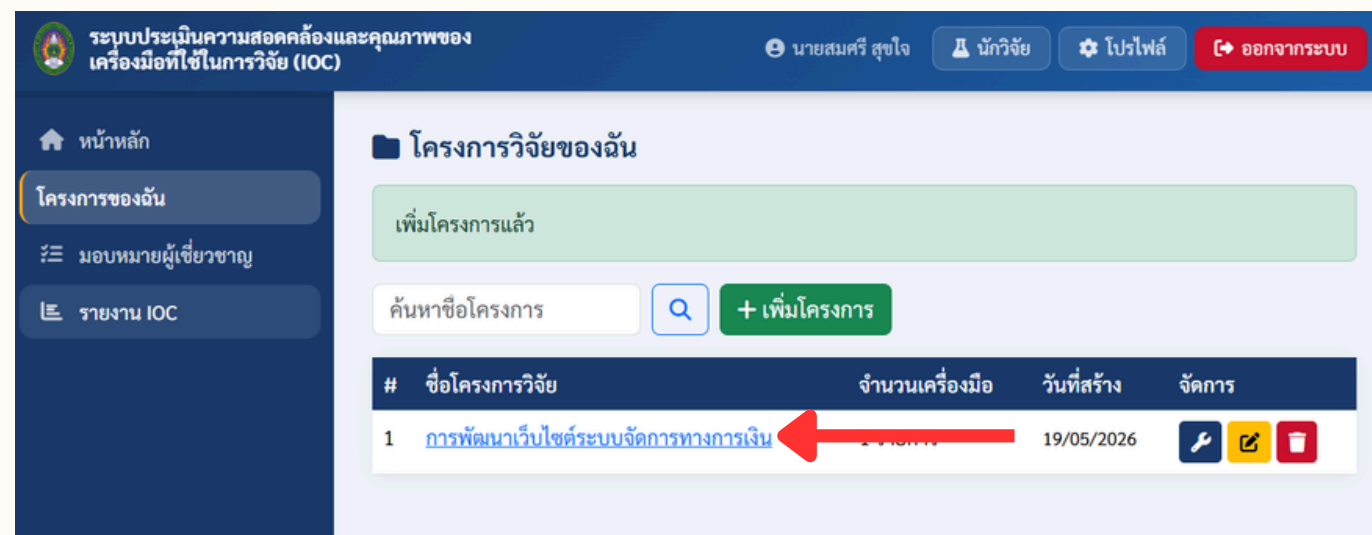 ระบบประเมินความสอดคล้องและคุณภาพของ
เครื่องมือที่ใช้ในการวิจัย (IOC)
นายสมศรี สุขใจ นักวิจัย โปรไฟล์ ออกจากระบบ
หน้าหลัก
โครงการของฉัน
มอบหมายผู้เชี่ยวชาญ
รายงาน IOC
โครงการวิจัยของฉัน
เพิ่มโครงการแล้ว
ค้นหาชื่อโครงการ + เพิ่มโครงการ
# ชื่อโครงการวิจัย จำนวนเครื่องมือ วันที่สร้าง จัดการ
1 การพัฒนาเว็บไซต์ระบบจัดการทางการเงิน 19/05/2026